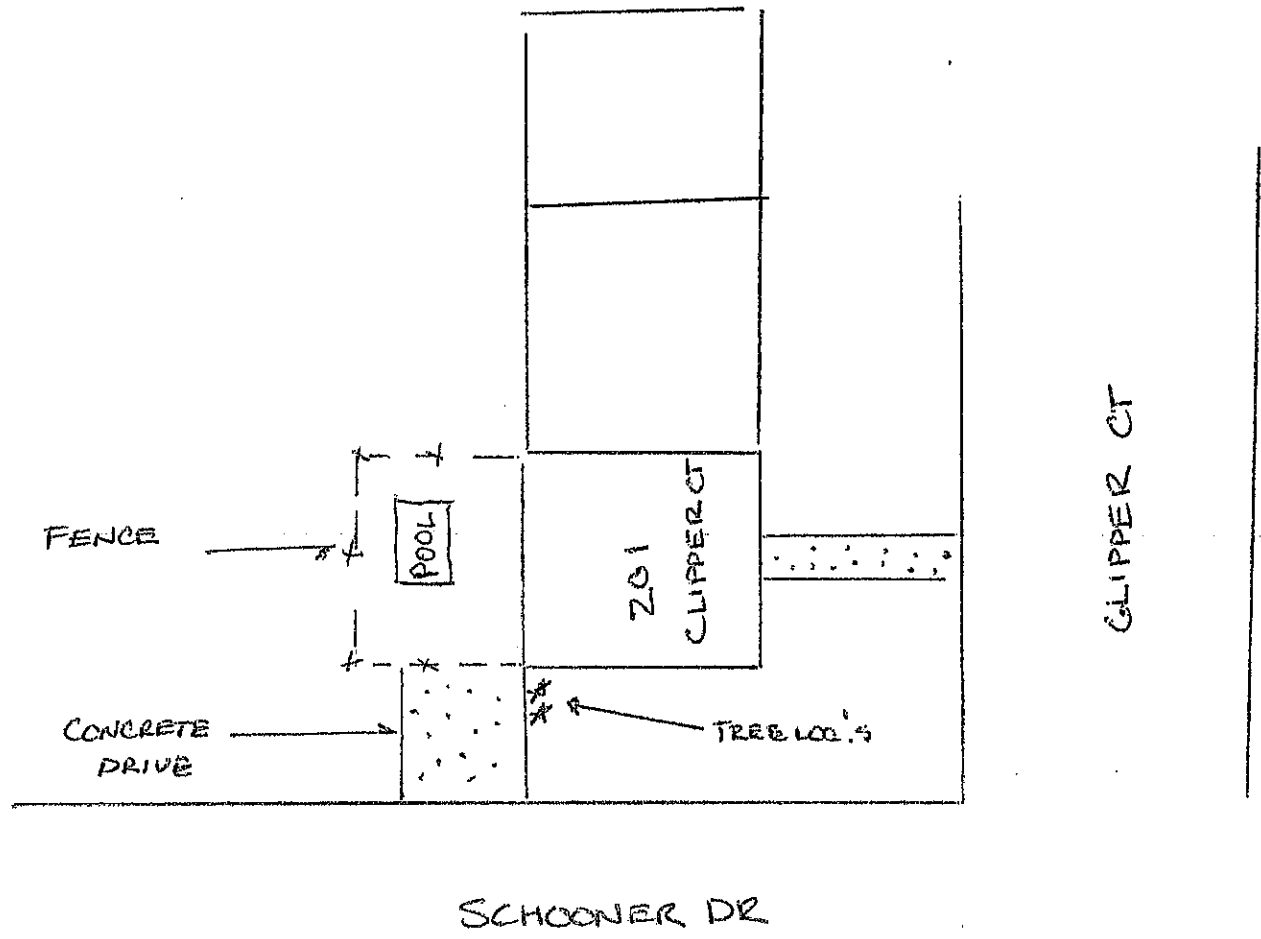 FENCE
POOL
201
CLIPPER CT
CLIPPER CT
CONCRETE
DRIVE
TREE LOC'S
SCHOONER DR